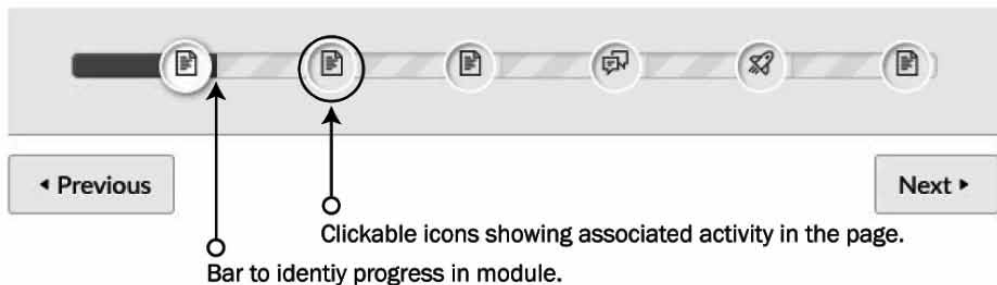 Previous
Next
Clickable icons showing associated activity in the page.
Bar to identiy progress in module.